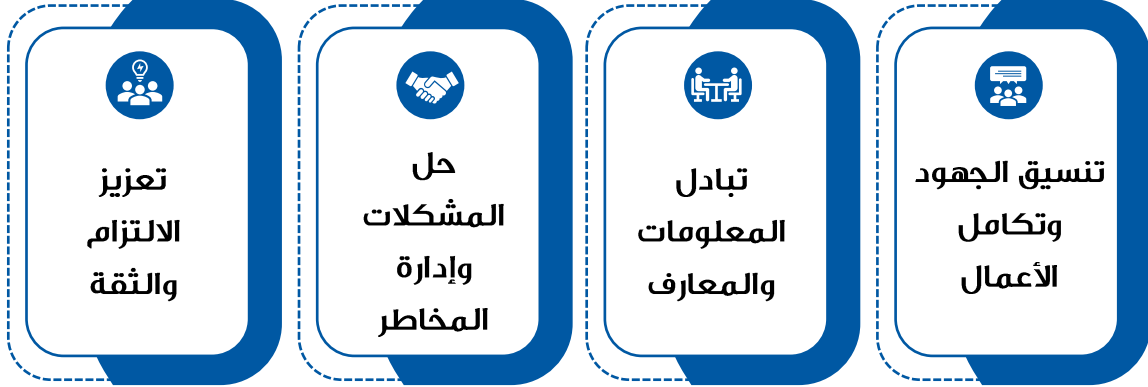 تنسيق الجهود
وتكامل
الأعمال
تبادل
المعلومات
والمعارف
حل
المشكلات
وإدارة
المخاطر
تعزيز
الالتزام
والثقة